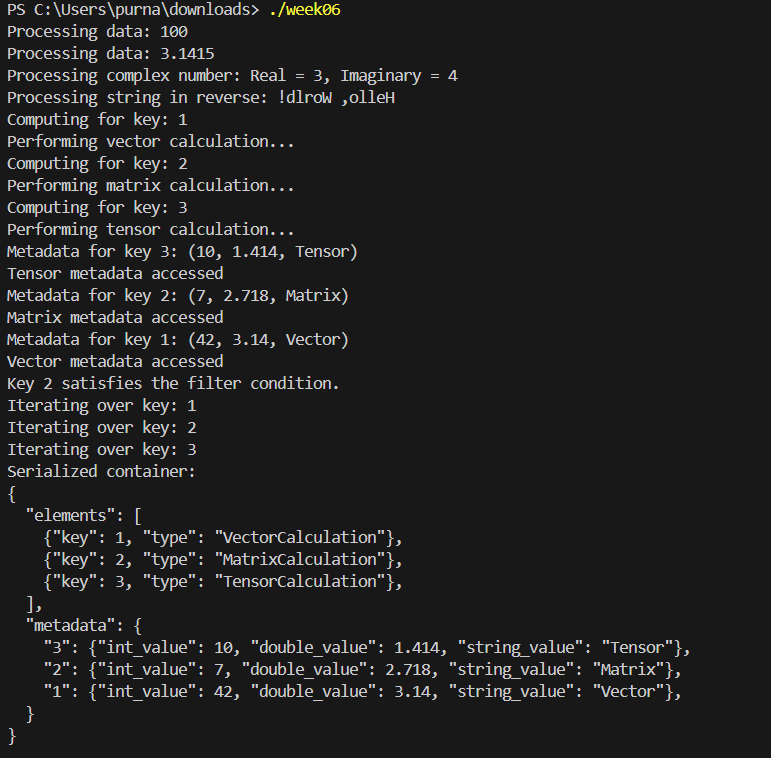 PS C:\Users\purna\downloads> ./week06
Processing data: 100
Processing data: 3.1415
Processing complex number: Real = 3, Imaginary = 4
Processing string in reverse: !dlroW ,olleH
Computing for key: 1
Performing vector calculation...
Computing for key: 2
Performing matrix calculation...
Computing for key: 3
Performing tensor calculation...
Metadata for key 3: (10, 1.414, Tensor)
Tensor metadata accessed
Metadata for key 2: (7, 2.718, Matrix)
Matrix metadata accessed
Metadata for key 1: (42, 3.14, Vector)
Vector metadata accessed
Key 2 satisfies the filter condition.
Iterating over key: 1
Iterating over key: 2
Iterating over key: 3
Serialized container:
{
  "elements": [
    {"key": 1, "type": "VectorCalculation"},
    {"key": 2, "type": "MatrixCalculation"},
    {"key": 3, "type": "TensorCalculation"},
  ],
  "metadata": {
    "3": {"int_value": 10, "double_value": 1.414, "string_value": "Tensor"},
    "2": {"int_value": 7, "double_value": 2.718, "string_value": "Matrix"},
    "1": {"int_value": 42, "double_value": 3.14, "string_value": "Vector"},
  }
}